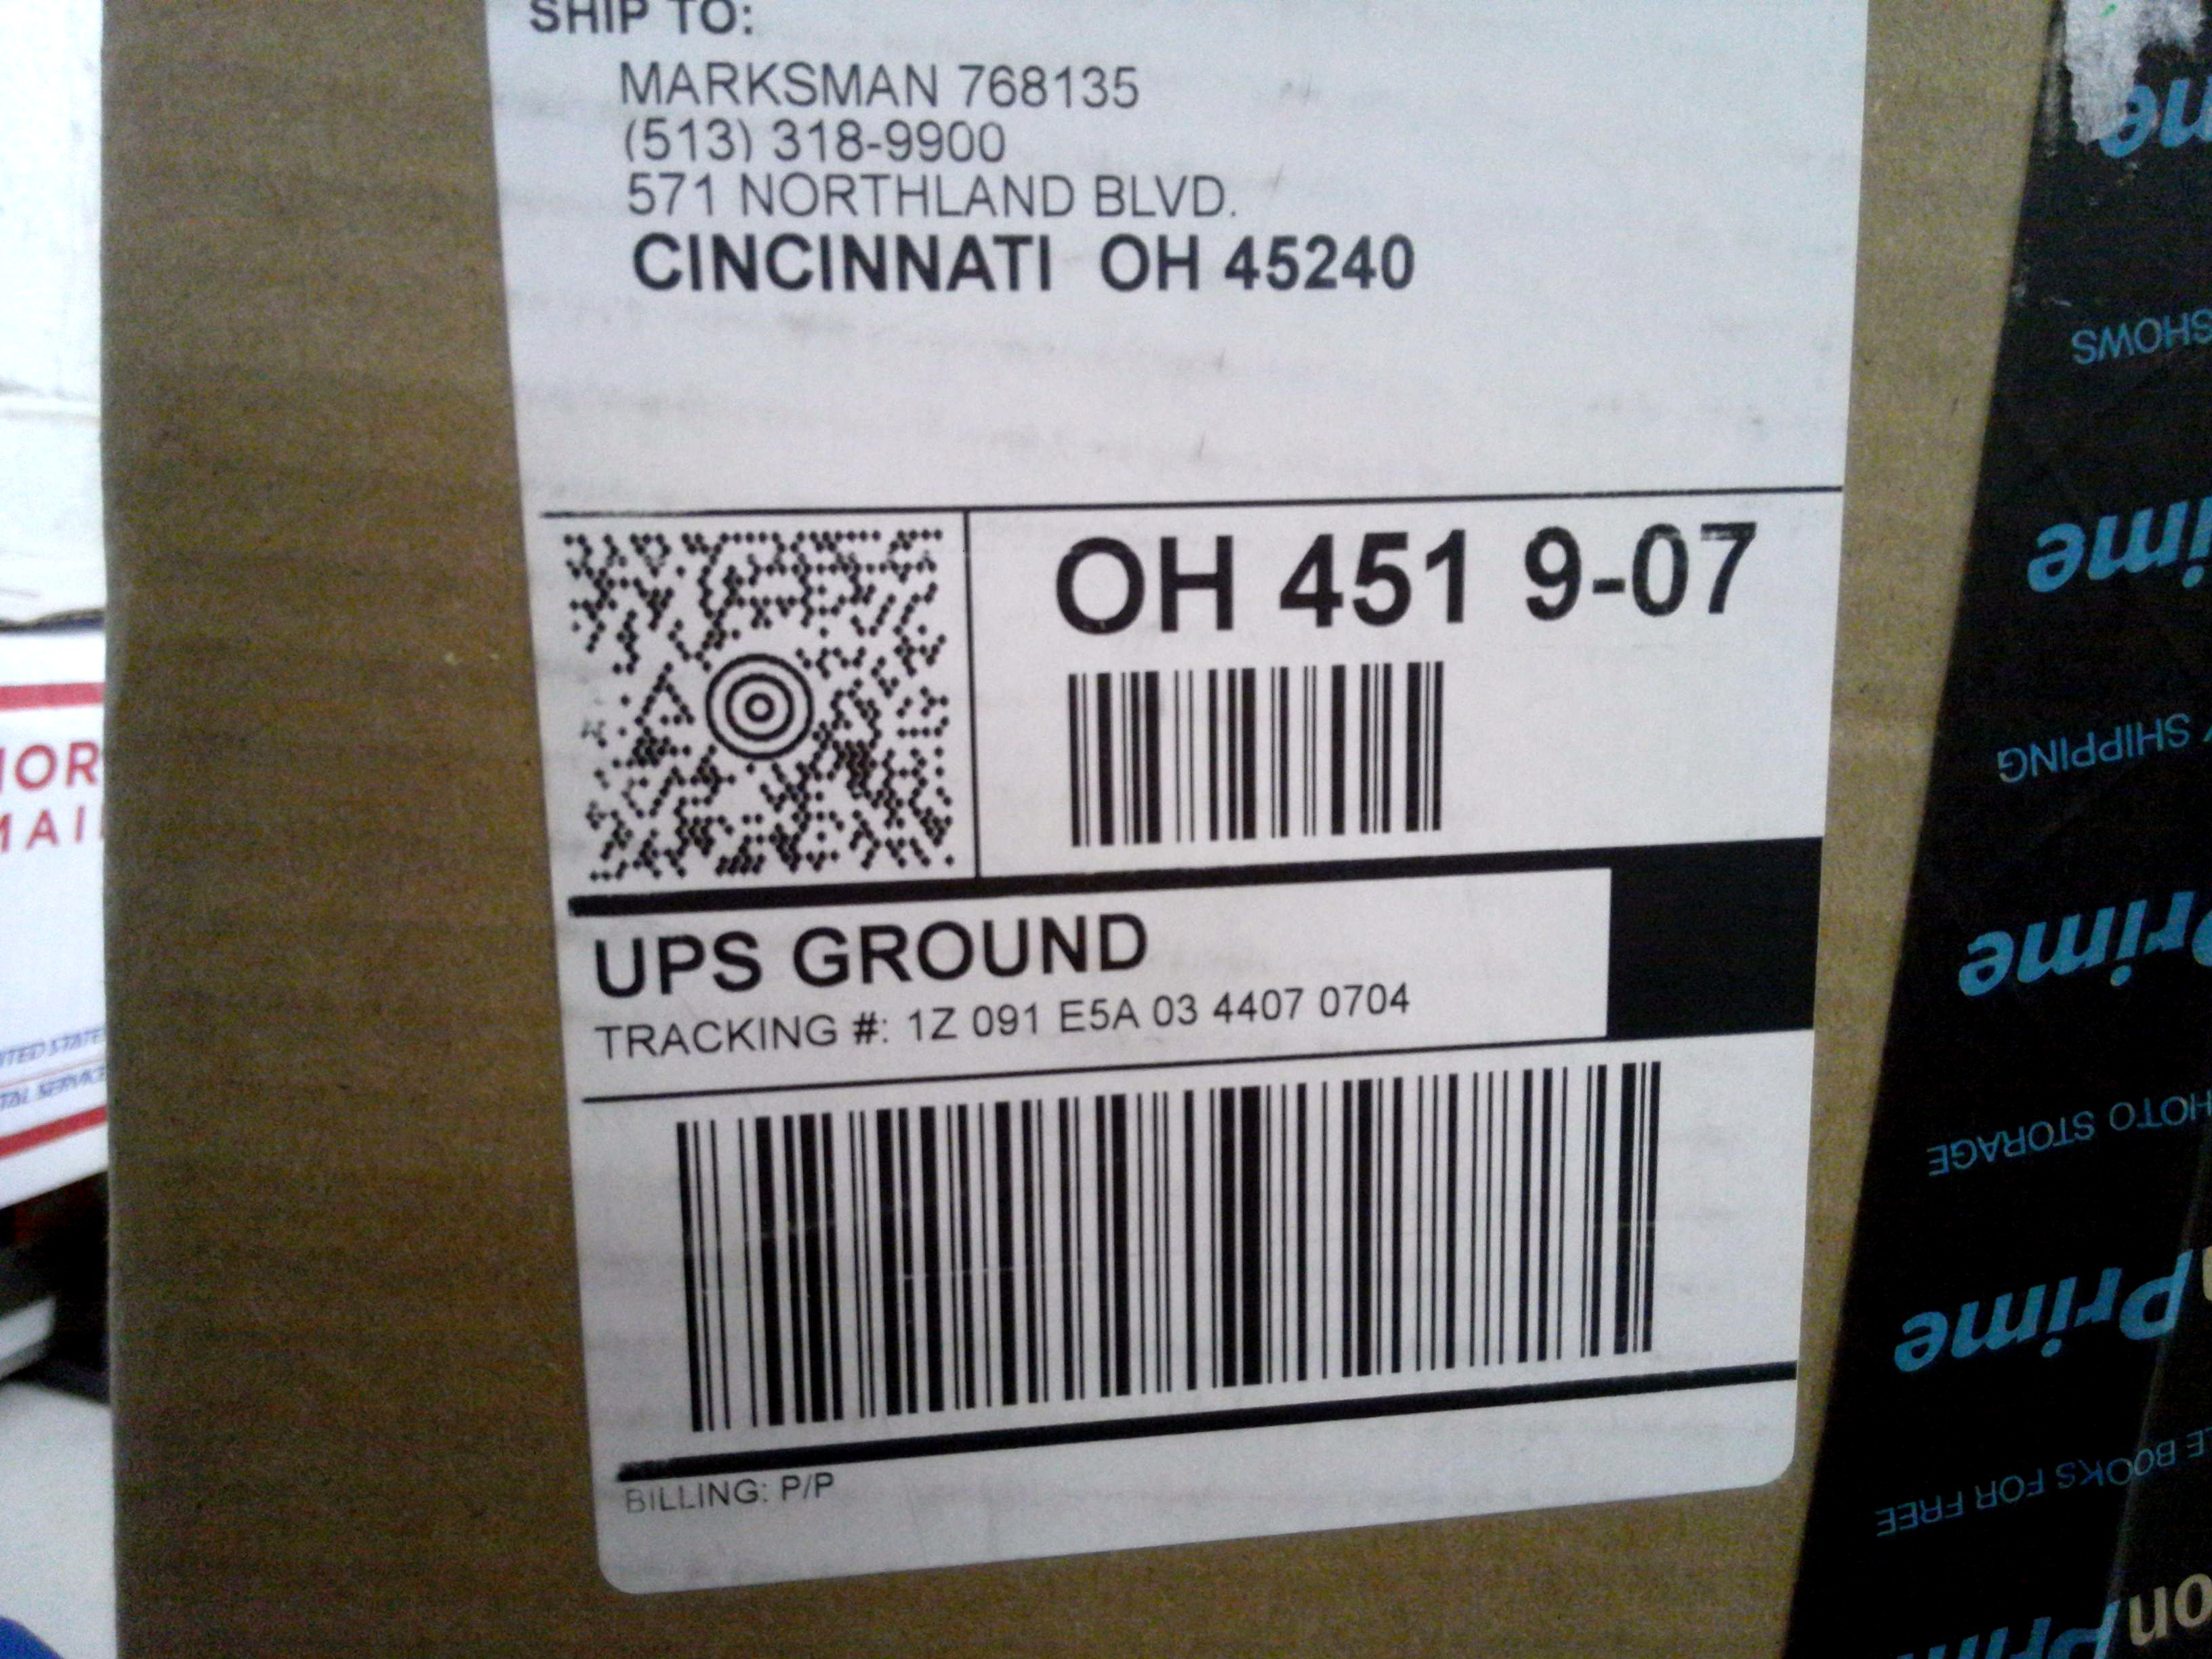 SHIP TO:
MARKSMAN 768135
(513) 318-9900
571 NORTHLAND BLVD.
CINCINNATI OH 45240
OH 451 9-07
UPS GROUND
TRACKING #: 1Z 091 E5A 03 4407 0704
BILLING: P/P
SHOWS
SHIPPING
Prime
STORAGE
Prime
BOOKS FOR FREE